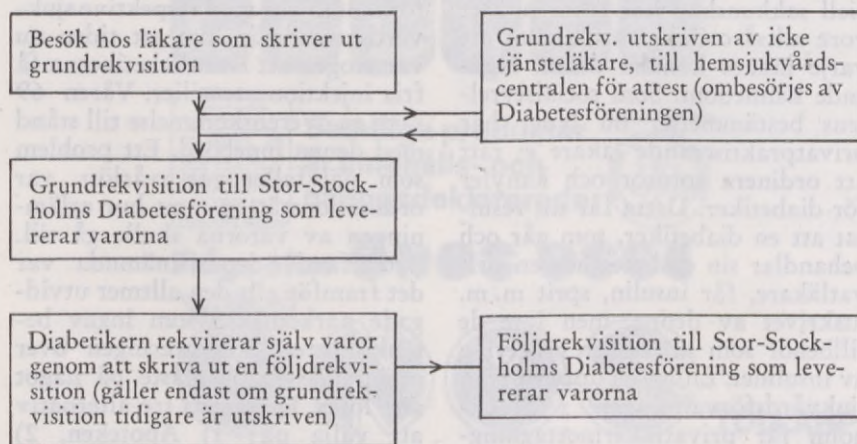 Besök hos läkare som skriver ut
grundrekvisition
Grundrekv. utskriven av icke
tjänsteläkare, till hemsjukvårds-
centralen för attest (ombesörjes av
Diabetesföreningen)
Grundrekvisition till Stor-Stock-
holms Diabetesförening som leve-
rerar varorna
Diabetikern rekvirerar själv varor
genom att skriva ut en följdrekvi-
sition (gäller endast om grundrek-
visition tidigare är utskriven)
Följdrekvisition till Stor-Stock-
holms Diabetesförening som leve-
rerar varorna